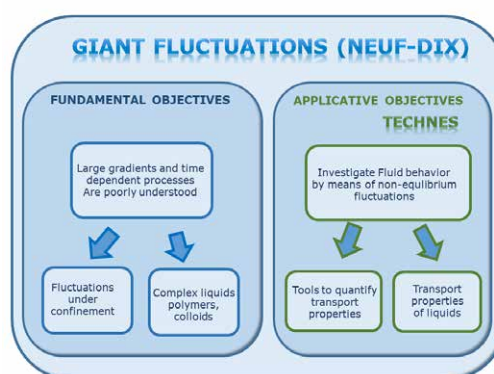 GIANT FLUCTUATIONS (NEUF-DIX)
FUNDAMENTAL OBJECTIVES
Large gradients and time
dependent processes
Are poorly understood
Fluctuations
under
confinement
Complex liquids
polymers,
colloids
APPLICATIVE OBJECTIVES
TECHNES
Investigate Fluid behavior
by means of non-equilibrium
fluctuations
Tools to quantify
transport
properties
Transport
properties
of liquids